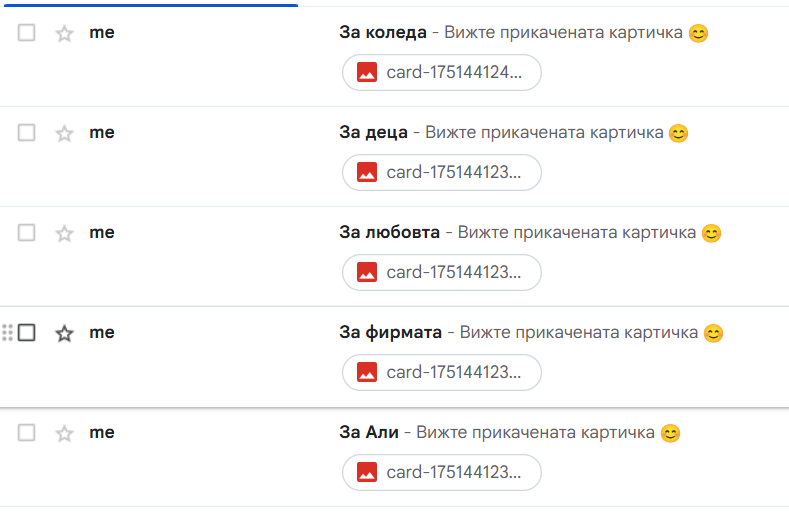 me За коледа - Вижте прикачената картичка 😊
card-175144124...
me За деца - Вижте прикачената картичка 😊
card-175144123...
me За любовта - Вижте прикачената картичка 😊
card-175144123...
me За фирмата - Вижте прикачената картичка 😊
card-175144123...
me За Али - Вижте прикачената картичка 😊
card-175144123...